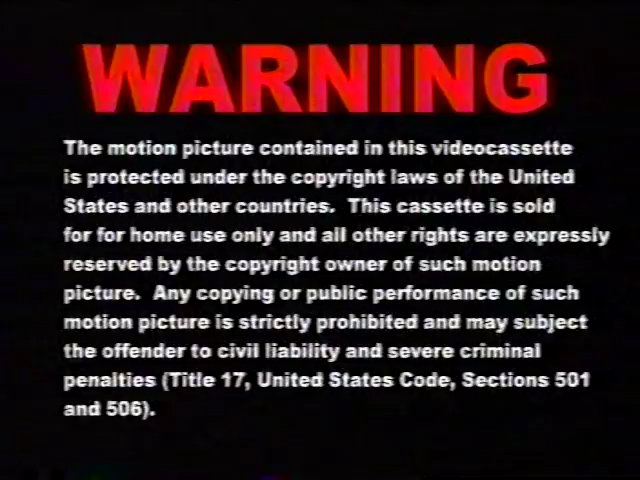 WARNING
The motion picture contained in this videocassette
is protected under the copyright laws of the United
States and other countries.  This cassette is sold
for for home use only and all other rights are expressly
reserved by the copyright owner of such motion
picture.  Any copying or public performance of such
motion picture is strictly prohibited and may subject
the offender to civil liability and severe criminal
penalties (Title 17, United States Code, Sections 501
and 506).